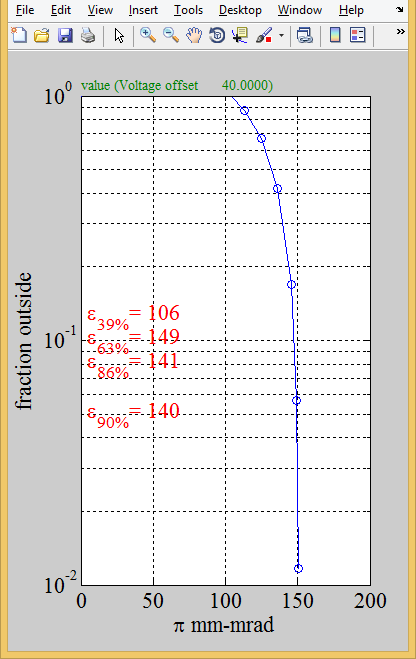 File Edit View Insert Tools Desktop Window Help
value (Voltage offset 40.0000)
10^0
ε39%= 106
10^-1
ε63%= 149
ε86%= 141
ε90%= 140
fraction outside
10^-2
0 50 100 150 200
π mm-mrad